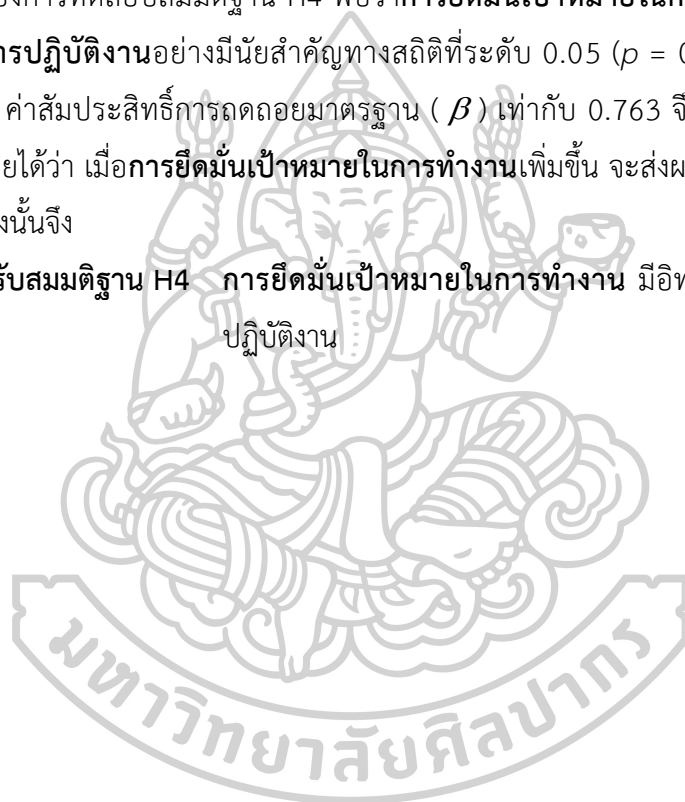 งการทดสอบสมมติฐาน H4 พบว่าการยึดมั่นเป้าหมายใน
ารปฏิบัติงานอย่างมีนัยสำคัญทางสถิติที่ระดับ 0.05 (p = 0
ค่าสัมประสิทธิ์การถดถอยมาตรฐาน ( β ) เท่ากับ 0.763 จึ
ยได้ว่า เมื่อการยึดมั่นเป้าหมายในการทำงานเพิ่มขึ้น จะส่งผ
งนั้นจึง
รับสมมติฐาน H4 การยึดมั่นเป้าหมายในการทำงาน มีอิท
ปฏิบัติงาน
มหาวิทยาลัยศิลปากร